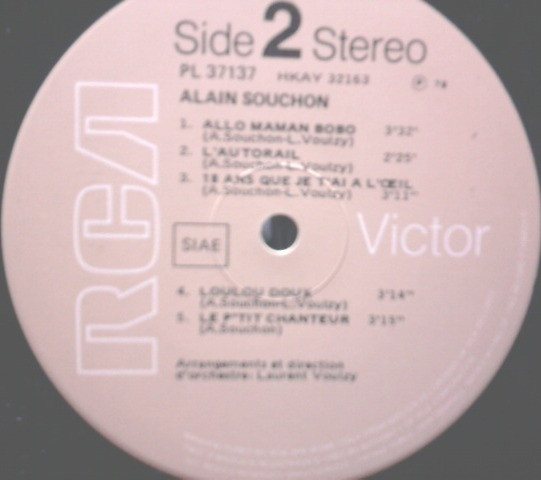 Side 2 Stereo
PL 37137 HKAY 32163 Ⓟ 78
ALAIN SOUCHON
1. ALLO MAMAN BOBO 3'32"
(A.Souchon-L.Voulzy)
2. L'AUTORAIL 2'25"
(A.Souchon-L.Voulzy)
3. 18 ANS QUE JE T'AI A L'ŒIL
(A.Souchon-L.Voulzy) 3'11"
RCA
SIAE
Victor
4. LOULOU DOUX 3'14"
(A.Souchon-L.Voulzy)
5. LE P'TIT CHANTEUR 3'15"
(A.Souchon)
Arrangements et direction
d'orchestre: Laurent Voulzy